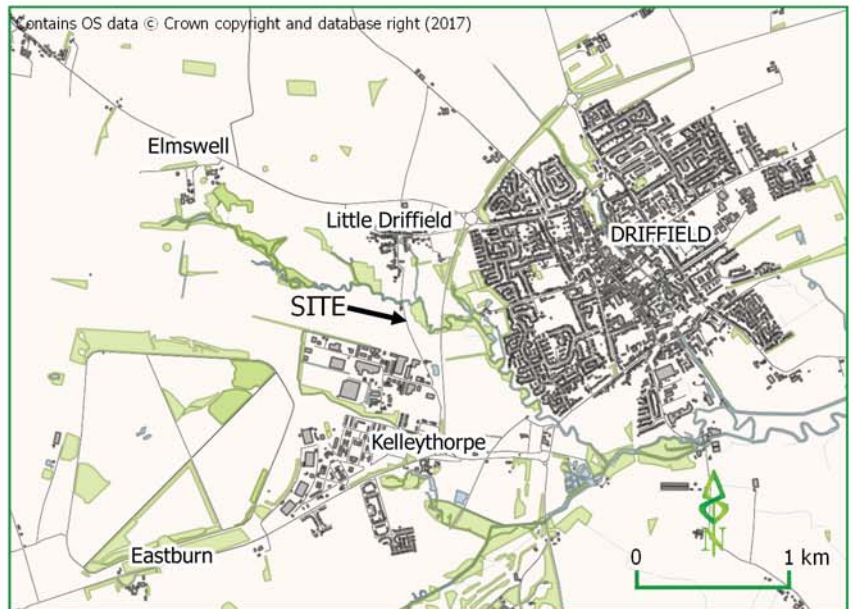 Contains OS data © Crown copyright and database right (2017)
Elmswell
Little Driffield
DRIFFIELD
SITE
Kelleythorpe
Eastburn
N
0 1 km